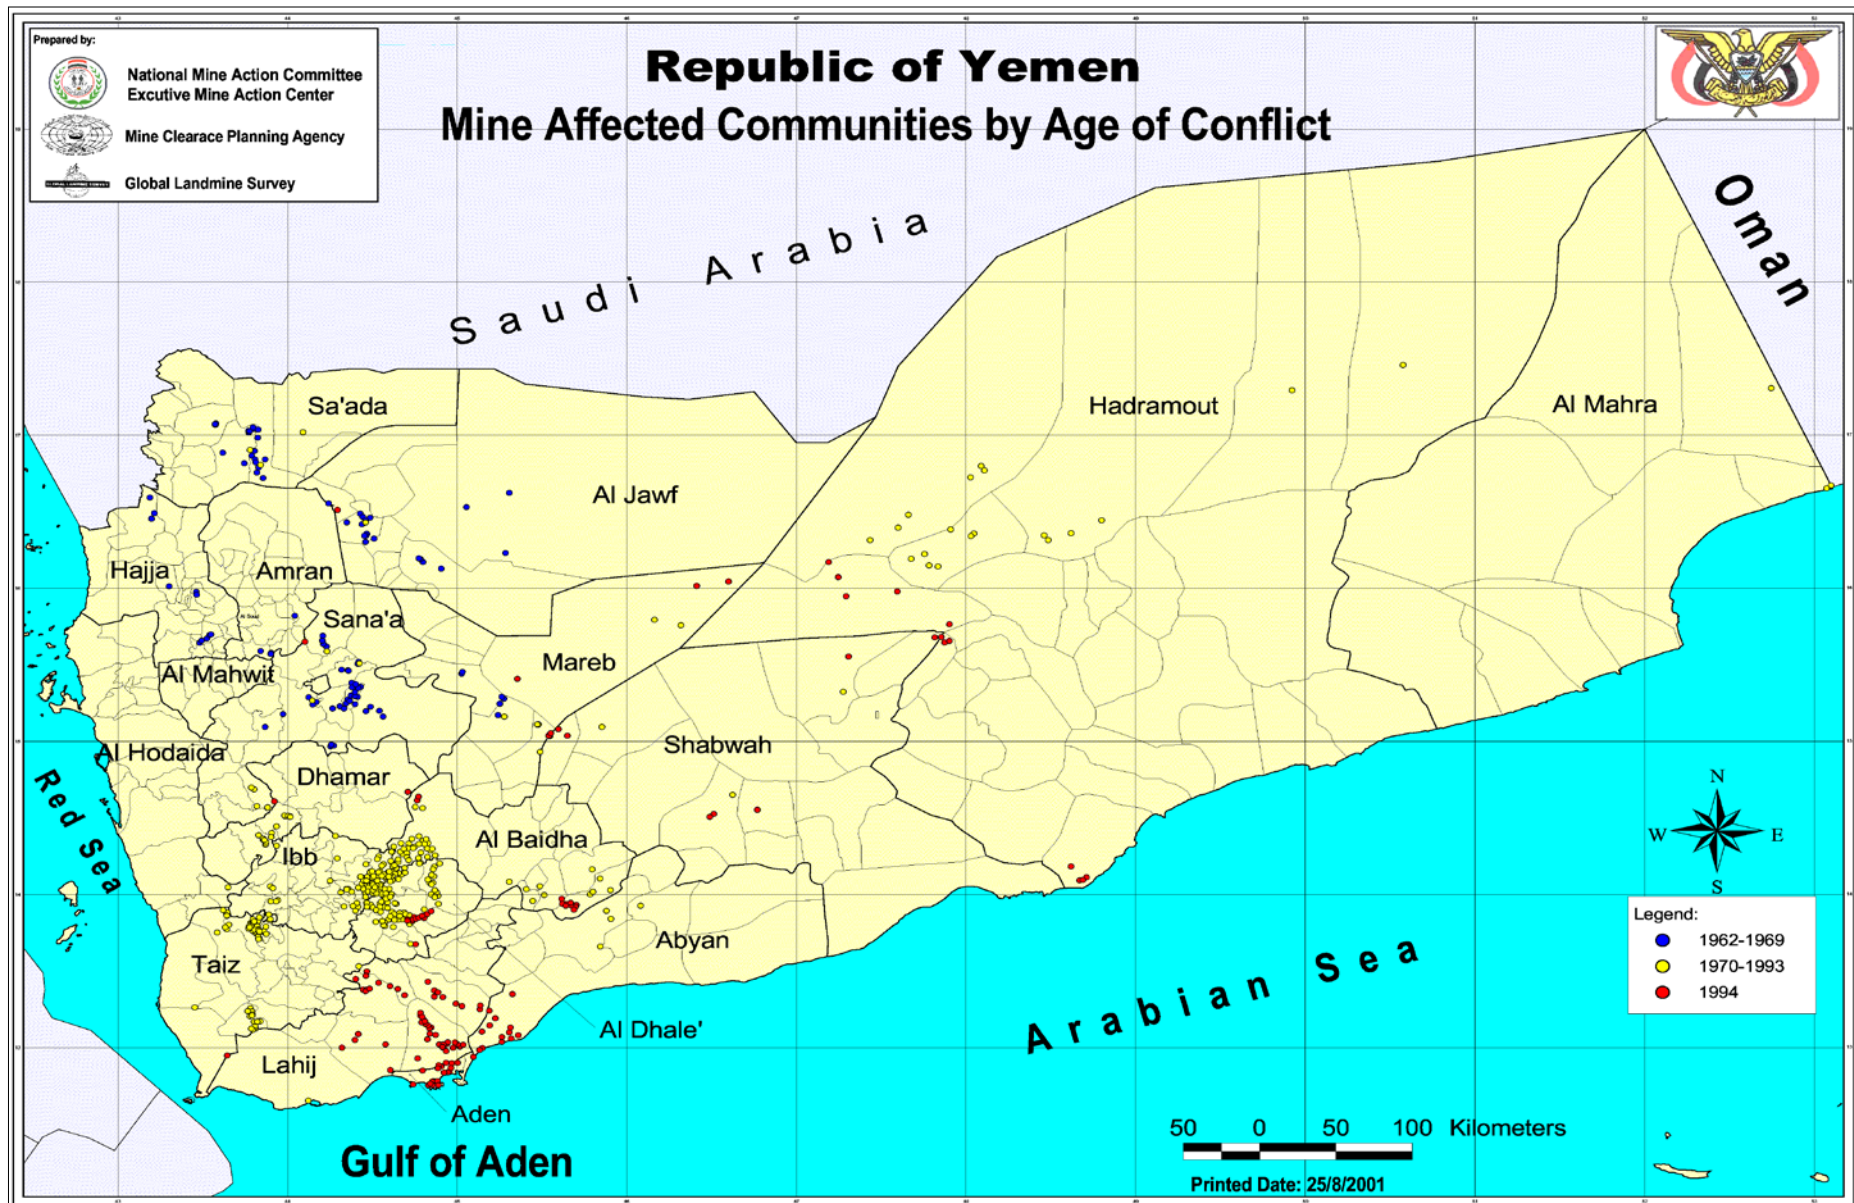 Prepared by:
National Mine Action Committee
Excutive Mine Action Center
Mine Clearace Planning Agency
Global Landmine Survey
Republic of Yemen
Mine Affected Communities by Age of Conflict
Saudi Arabia
Oman
Sa'ada
Hadramout
Al Mahra
Al Jawf
Hajja
Amran
Sana'a
Mareb
Al Mahwit
Shabwah
Al Hodaida
Dhamar
Red Sea
Al Baidha
Ibb
N
W
E
S
Abyan
Taiz
Arabian Sea
Legend:
1962-1969
1970-1993
1994
Al Dhale'
Lahij
Aden
Gulf of Aden
50 0 50 100 Kilometers
Printed Date: 25/8/2001